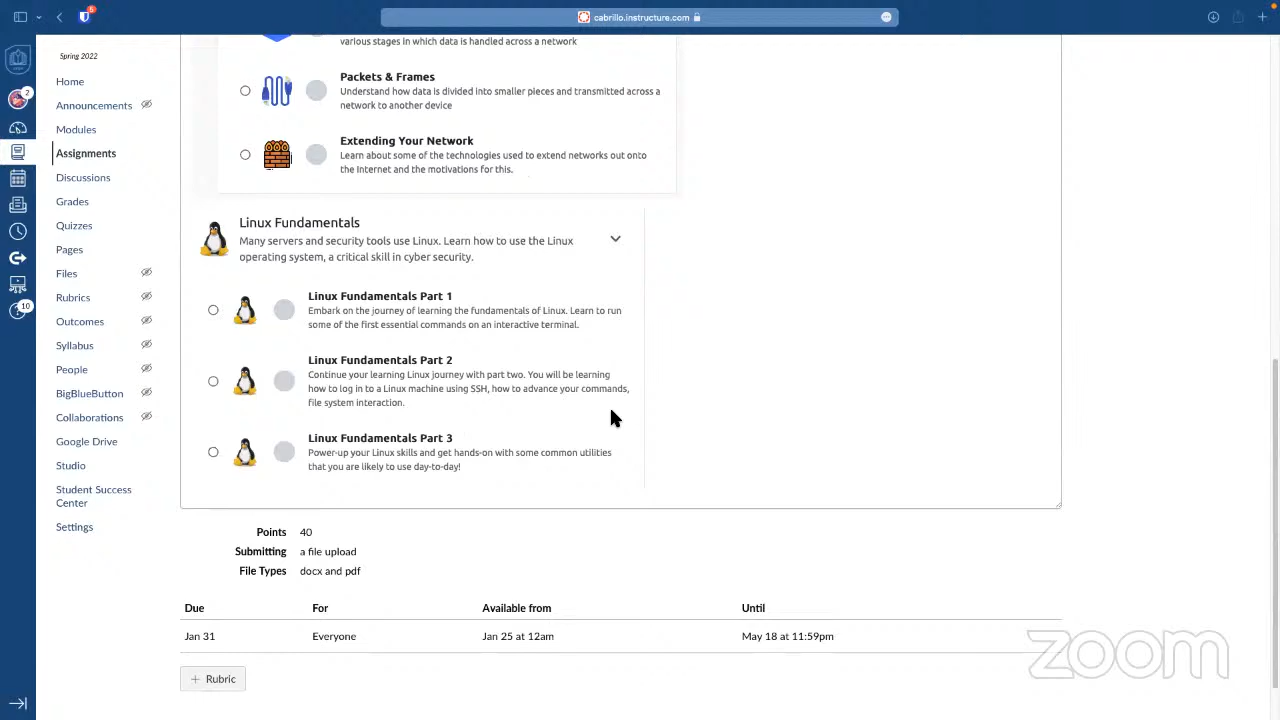 cabrillo.instructure.com
5
Spring 2022
2
10
Home
Announcements
Modules
Assignments
Discussions
Grades
Quizzes
Pages
Files
Rubrics
Outcomes
Syllabus
People
BigBlueButton
Collaborations
Google Drive
Studio
Student Success
Center
Settings
various stages in which data is handled across a network
Packets & Frames
Understand how data is divided into smaller pieces and transmitted across a
network to another device
Extending Your Network
Learn about some of the technologies used to extend networks out onto
the Internet and the motivations for this.
Linux Fundamentals
Many servers and security tools use Linux. Learn how to use the Linux
operating system, a critical skill in cyber security.
Linux Fundamentals Part 1
Embark on the journey of learning the fundamentals of Linux. Learn to run
some of the first essential commands on an interactive terminal.
Linux Fundamentals Part 2
Continue your learning Linux journey with part two. You will be learning
how to log in to a Linux machine using SSH, how to advance your commands,
file system interaction.
Linux Fundamentals Part 3
Power-up your Linux skills and get hands-on with some common utilities
that you are likely to use day-to-day!
Points 40
Submitting a file upload
File Types docx and pdf
Due For Available from Until
Jan 31 Everyone Jan 25 at 12am May 18 at 11:59pm
+ Rubric
zoom